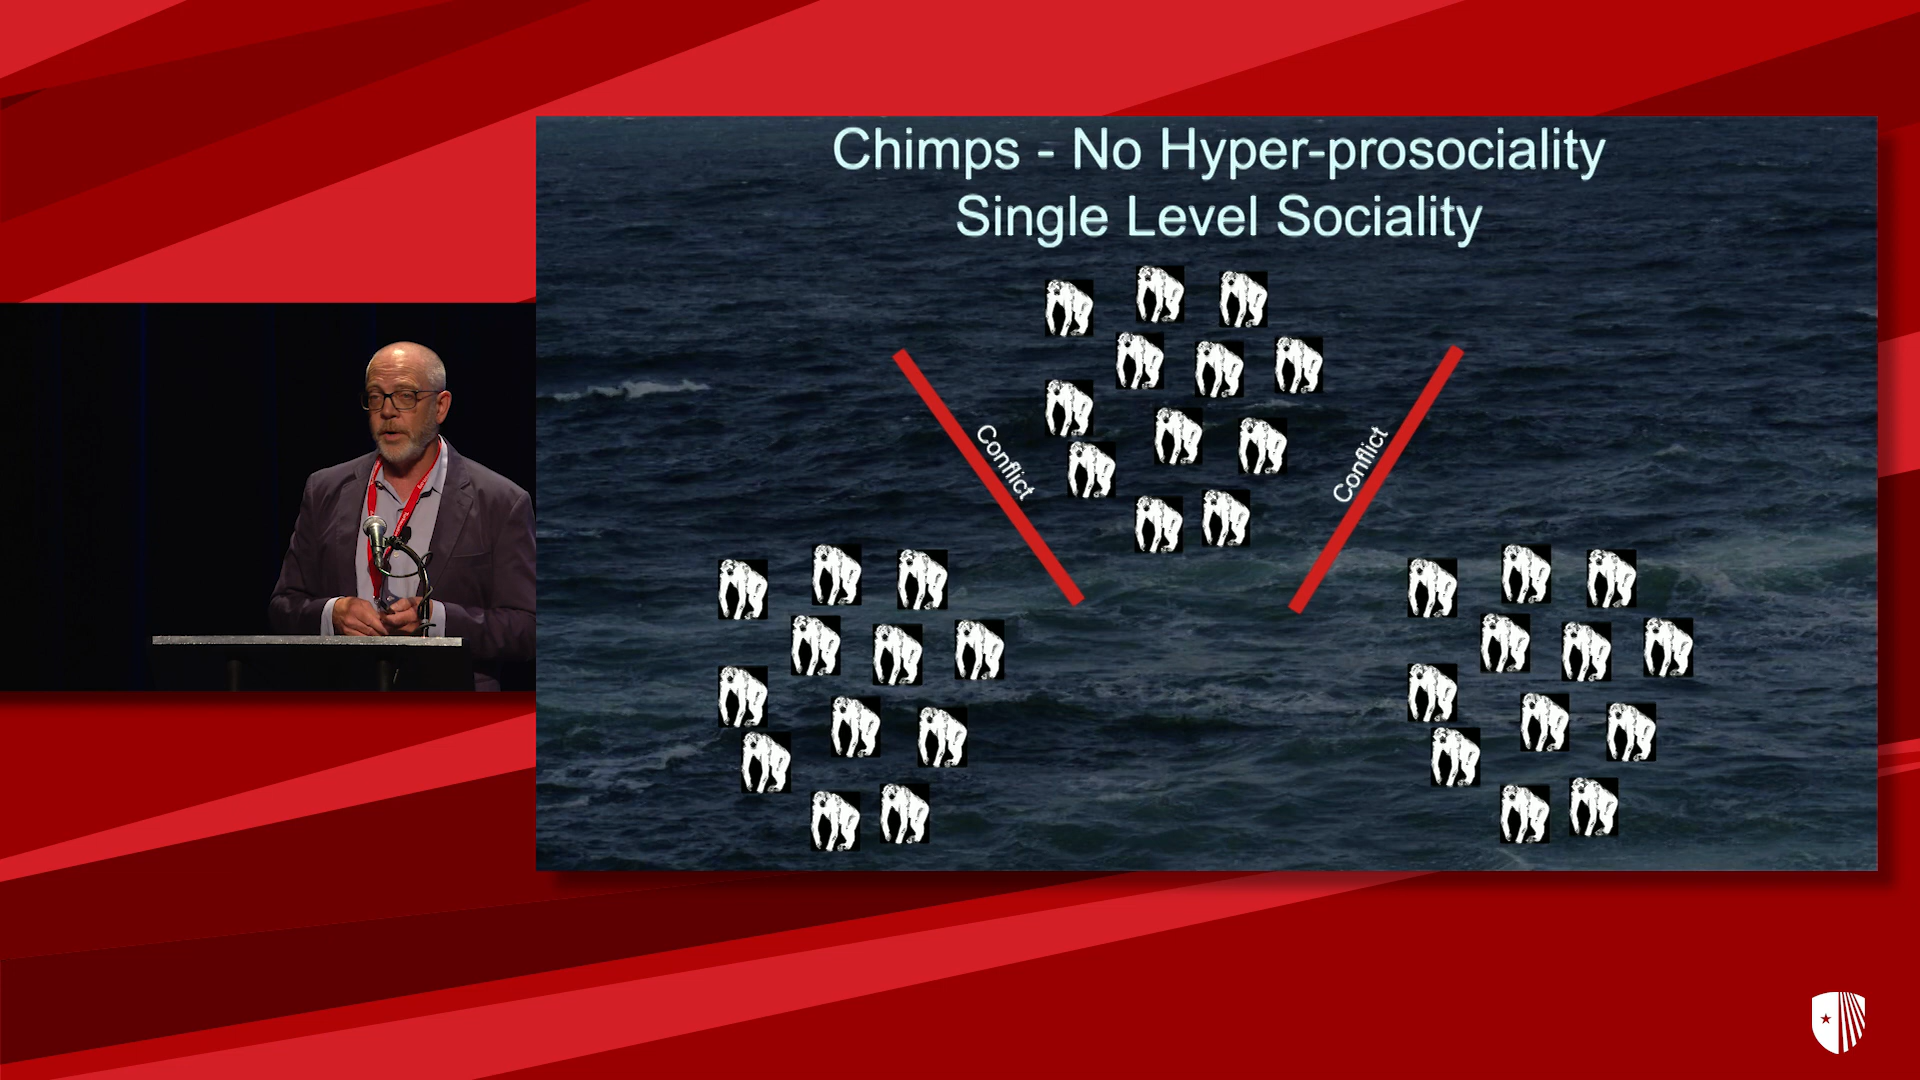 Chimps - No Hyper-prosociality
Single Level Sociality
Conflict
Conflict